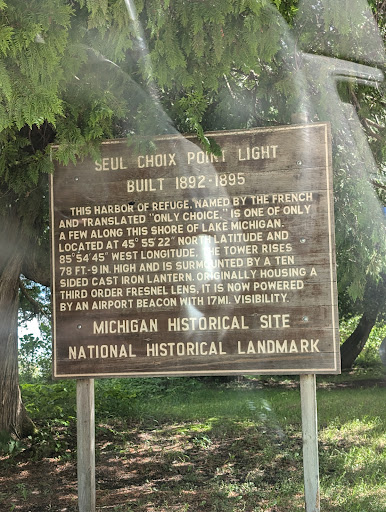 SEUL CHOIX POINT LIGHT
BUILT 1892-1895
THIS HARBOR OF REFUGE, NAMED BY THE FRENCH
AND TRANSLATED "ONLY CHOICE," IS ONE OF ONLY
A FEW ALONG THIS SHORE OF LAKE MICHIGAN.
LOCATED AT 45° 55' 22" NORTH LATITUDE AND
85° 54' 45" WEST LONGITUDE, THE TOWER RISES
78 FT-9 IN. HIGH AND IS SURMOUNTED BY A TEN
SIDED CAST IRON LANTERN. ORIGINALLY HOUSING A
THIRD ORDER FRESNEL LENS, IT IS NOW POWERED
BY AN AIRPORT BEACON WITH 17MI. VISIBILITY.
MICHIGAN HISTORICAL SITE
NATIONAL HISTORICAL LANDMARK